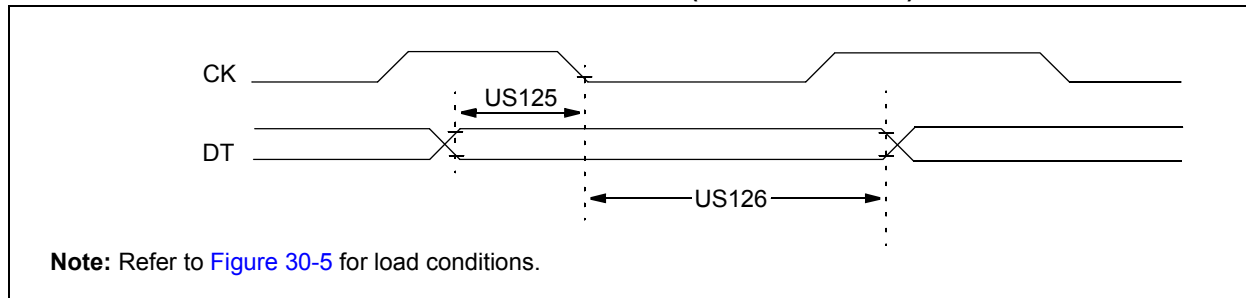 CK
US125
DT
US126
Note: Refer to Figure 30-5 for load conditions.